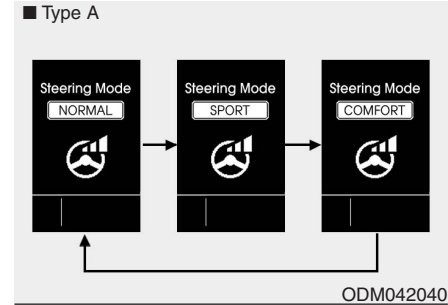 ■ Type A
Steering Mode
NORMAL
Steering Mode
SPORT
Steering Mode
COMFORT
ODM042040